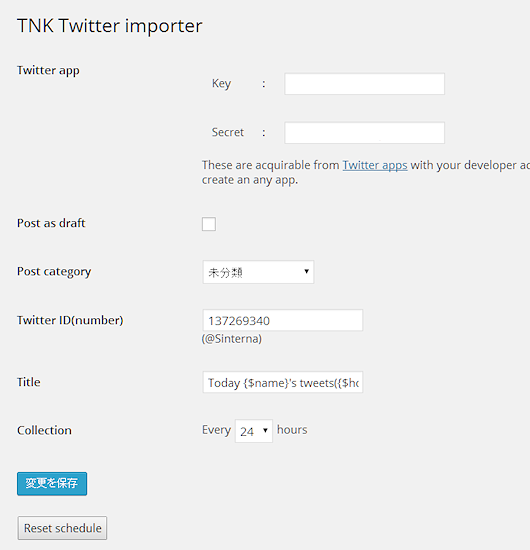 TNK Twitter importer
Twitter app
Key :
Secret :
These are acquirable from Twitter apps with your developer
create an any app.
Post as draft
Post category 未分類
Twitter ID(number) 137269340
(@Sinterna)
Title Today {$name}'s tweets({$ho
Collection Every 24 hours
変更を保存
Reset schedule